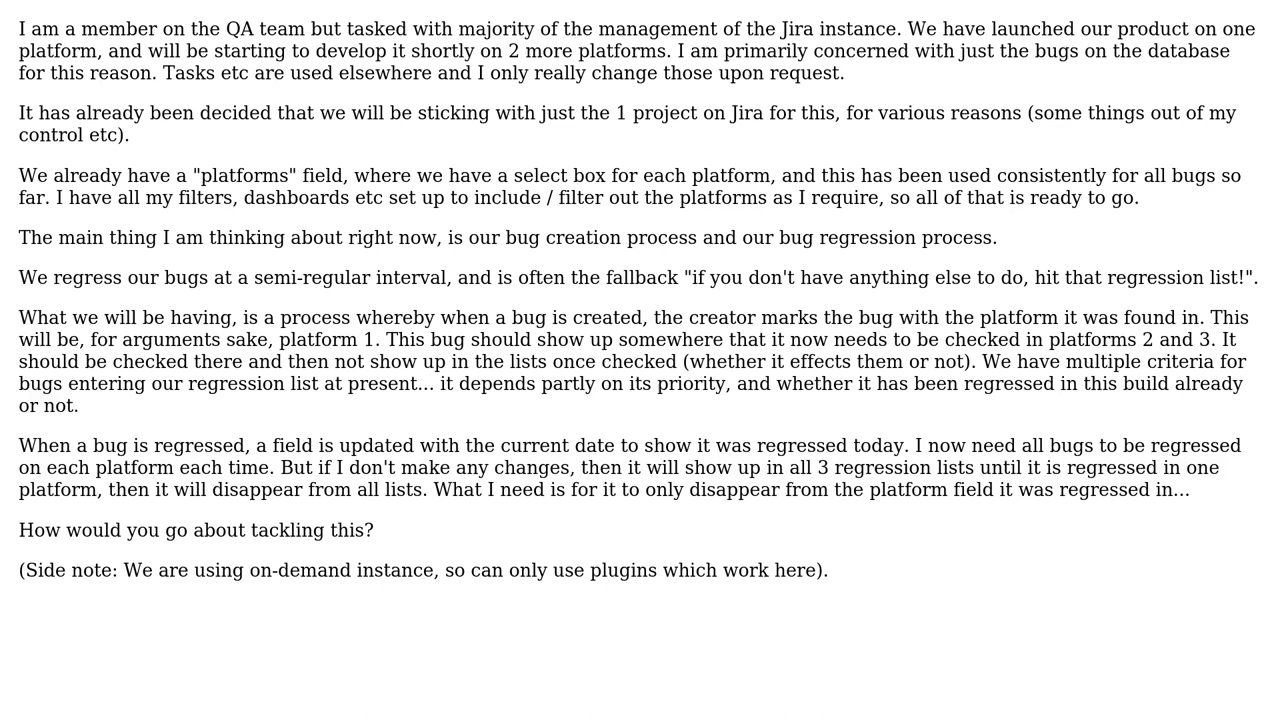 I am a member on the QA team but tasked with majority of the management of the Jira instance. We have launched our product on one
platform, and will be starting to develop it shortly on 2 more platforms. I am primarily concerned with just the bugs on the database
for this reason. Tasks etc are used elsewhere and I only really change those upon request.
It has already been decided that we will be sticking with just the 1 project on Jira for this, for various reasons (some things out of my
control etc).
We already have a "platforms" field, where we have a select box for each platform, and this has been used consistently for all bugs so
far. I have all my filters, dashboards etc set up to include / filter out the platforms as I require, so all of that is ready to go.
The main thing I am thinking about right now, is our bug creation process and our bug regression process.
We regress our bugs at a semi-regular interval, and is often the fallback "if you don't have anything else to do, hit that regression list!".
What we will be having, is a process whereby when a bug is created, the creator marks the bug with the platform it was found in. This
will be, for arguments sake, platform 1. This bug should show up somewhere that it now needs to be checked in platforms 2 and 3. It
should be checked there and then not show up in the lists once checked (whether it effects them or not). We have multiple criteria for
bugs entering our regression list at present... it depends partly on its priority, and whether it has been regressed in this build already
or not.
When a bug is regressed, a field is updated with the current date to show it was regressed today. I now need all bugs to be regressed
on each platform each time. But if I don't make any changes, then it will show up in all 3 regression lists until it is regressed in one
platform, then it will disappear from all lists. What I need is for it to only disappear from the platform field it was regressed in...
How would you go about tackling this?
(Side note: We are using on-demand instance, so can only use plugins which work here).